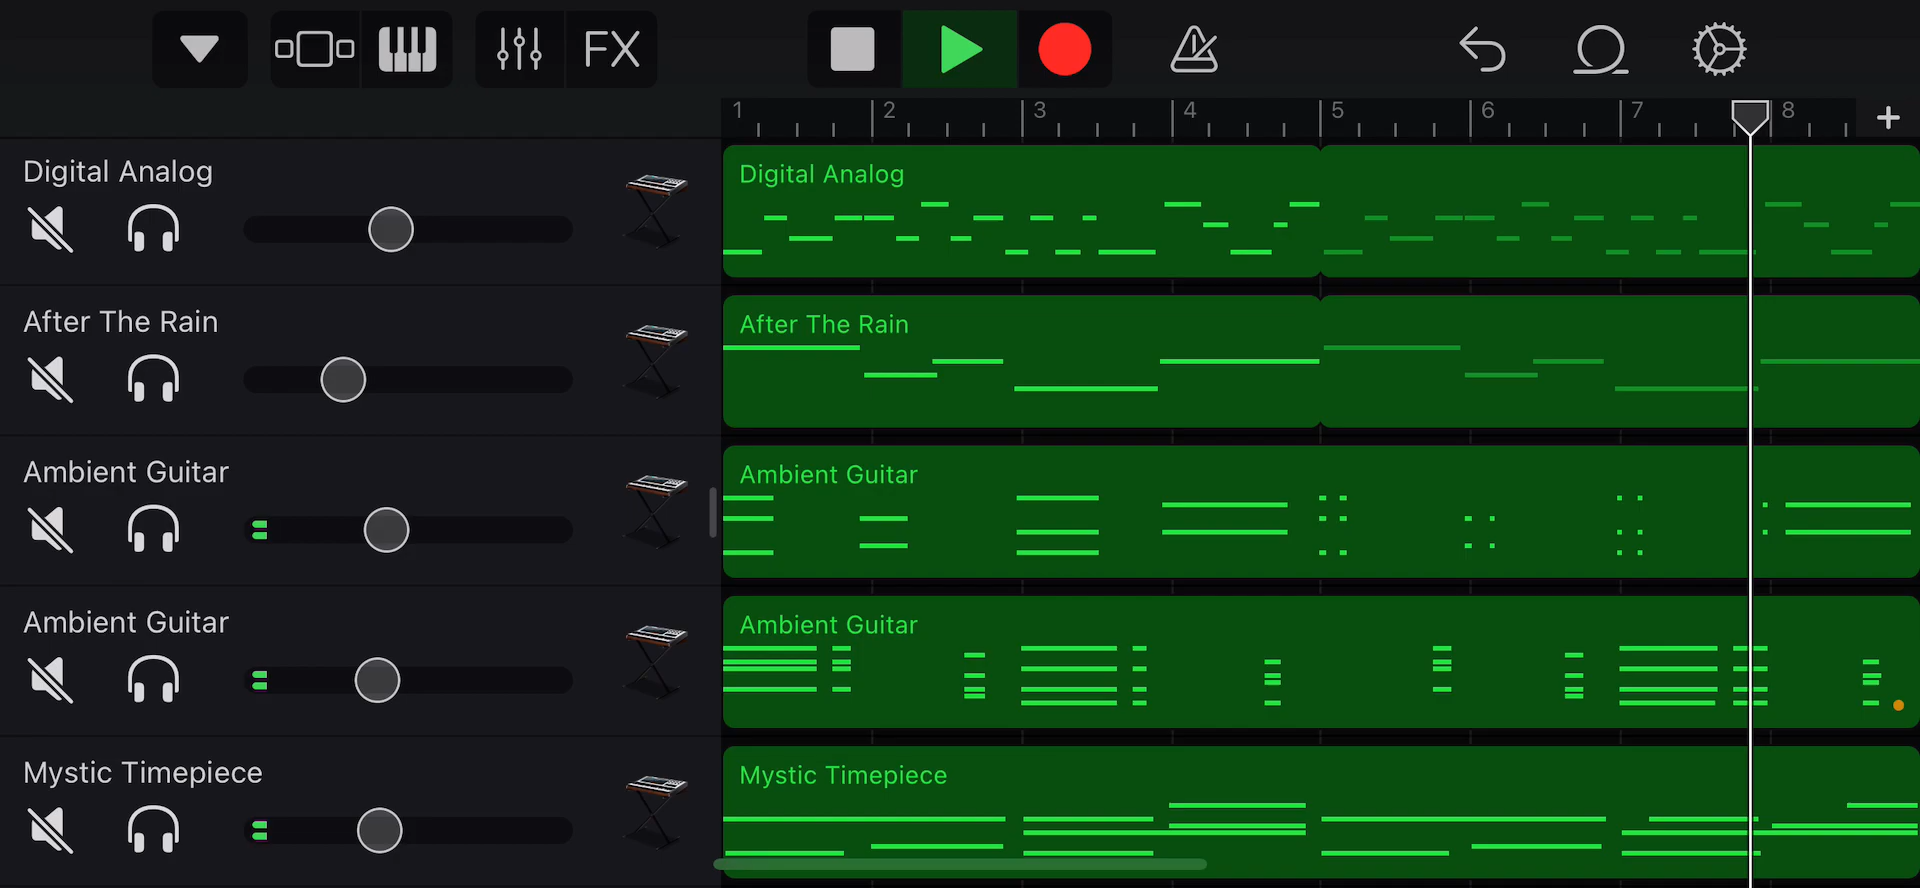 FX
1 2 3 4 5 6 7 8 +
Digital Analog
Digital Analog
After The Rain
After The Rain
Ambient Guitar
Ambient Guitar
Ambient Guitar
Ambient Guitar
Mystic Timepiece
Mystic Timepiece